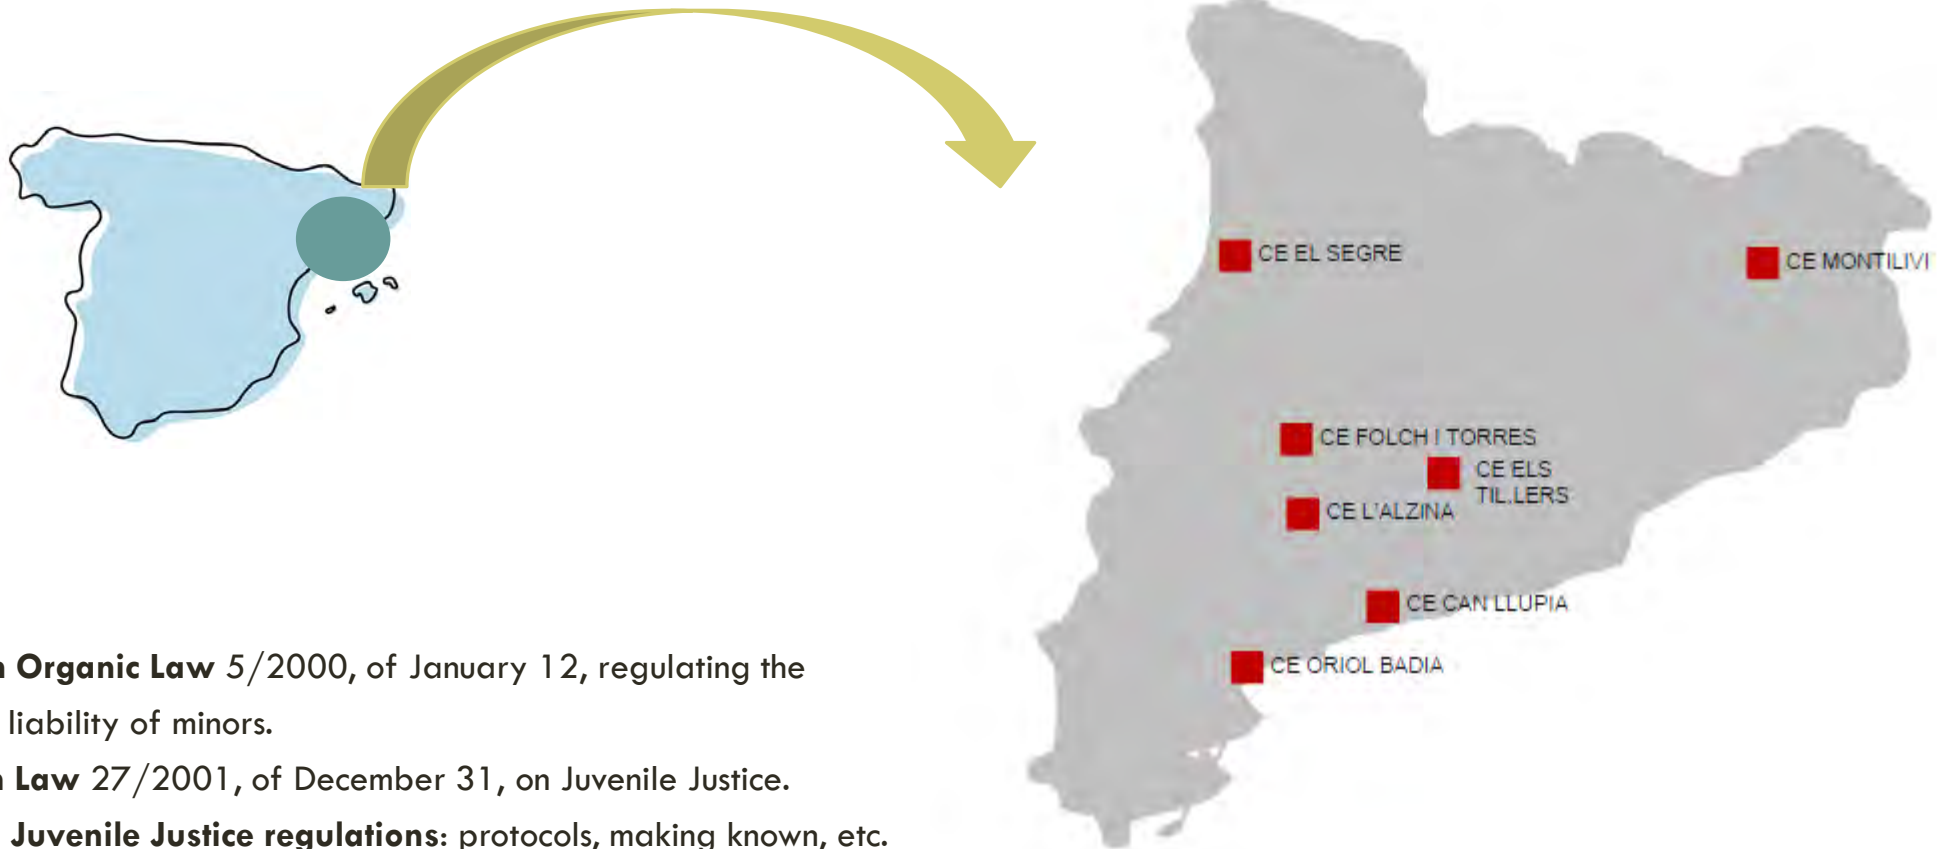 CE EL SEGRE
CE MONTILIVI
CE FOLCH I TORRES
CE ELS
TIL.LERS
CE L'ALZINA
CE CAN LLUPIA
CE ORIOL BADIA
n Organic Law 5/2000, of January 12, regulating the
liability of minors.
n Law 27/2001, of December 31, on Juvenile Justice.
Juvenile Justice regulations: protocols, making known, etc.